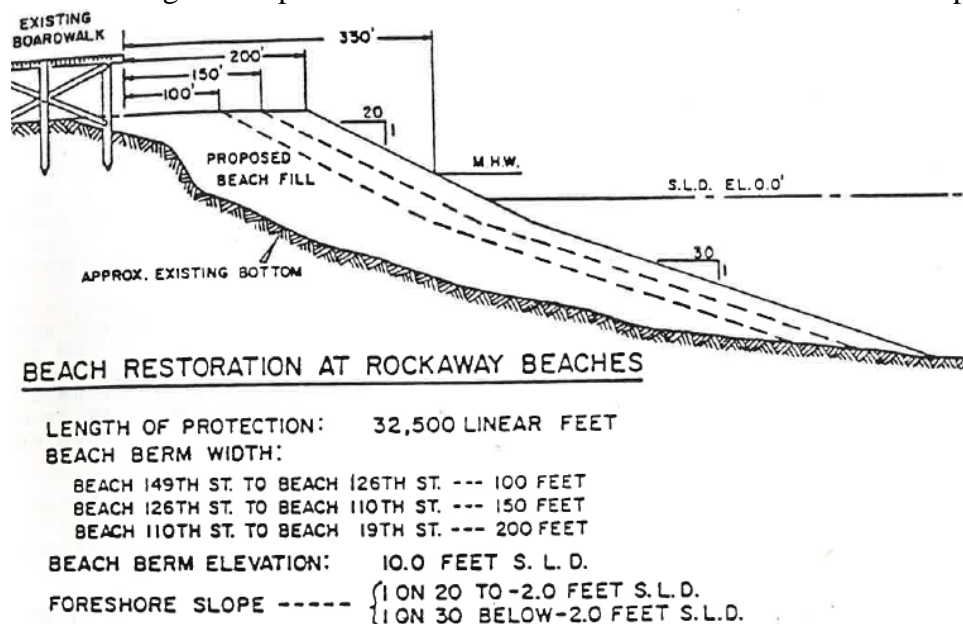 EXISTING
BOARDWALK
330'
200'
150'
100'
20
1
PROPOSED
BEACH FILL
M.H.W.
S.L.D. EL.0.0'
30
1
APPROX. EXISTING BOTTOM
BEACH RESTORATION AT ROCKAWAY BEACHES
LENGTH OF PROTECTION: 32,500 LINEAR FEET
BEACH BERM WIDTH:
BEACH 149TH ST. TO BEACH 126TH ST. --- 100 FEET
BEACH 126TH ST. TO BEACH 110TH ST. --- 150 FEET
BEACH 110TH ST. TO BEACH 19TH ST. --- 200 FEET
BEACH BERM ELEVATION: 10.0 FEET S. L. D.
FORESHORE SLOPE ----- { 1 ON 20 TO -2.0 FEET S.L.D.
1 ON 30 BELOW -2.0 FEET S.L.D.